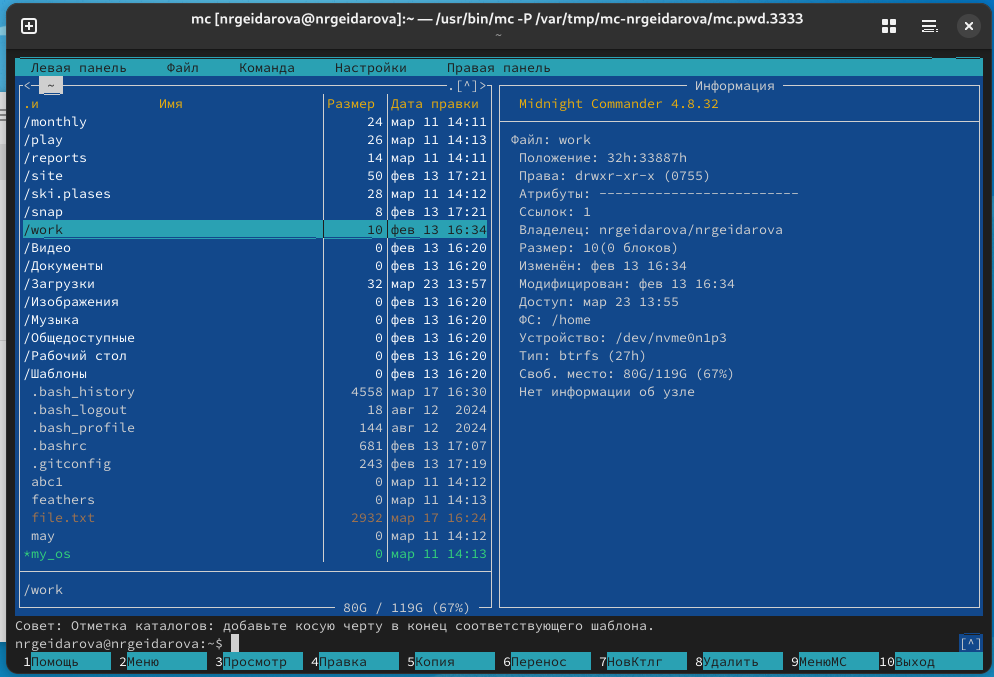 mc [nrgeidarova@nrgeidarova]:~ — /usr/bin/mc -P /var/tmp/mc-nrgeidarova/mc.pwd.3333
~
Левая панель Файл Команда Настройки Правая панель
<─ ~ .[^]>
.и Имя Размер Дата правки
/monthly 24 мар 11 14:11
/play 26 мар 11 14:13
/reports 14 мар 11 14:11
/site 50 фев 13 17:21
/ski.plases 28 мар 11 14:12
/snap 8 фев 13 17:21
/work 10 фев 13 16:34
/Видео 0 фев 13 16:20
/Документы 0 фев 13 16:20
/Загрузки 32 мар 23 13:57
/Изображения 0 фев 13 16:20
/Музыка 0 фев 13 16:20
/Общедоступные 0 фев 13 16:20
/Рабочий стол 0 фев 13 16:20
/Шаблоны 0 фев 13 16:20
.bash_history 4558 мар 17 16:30
.bash_logout 18 авг 12 2024
.bash_profile 144 авг 12 2024
.bashrc 681 фев 13 17:07
.gitconfig 243 фев 13 17:19
abc1 0 мар 11 14:12
feathers 0 мар 11 14:13
file.txt 2932 мар 17 16:24
may 0 мар 11 14:12
*my_os 0 мар 11 14:13
/work
80G / 119G (67%)
Информация
Midnight Commander 4.8.32
Файл: work
Положение: 32h:33887h
Права: drwxr-xr-x (0755)
Атрибуты: -------------------------
Ссылок: 1
Владелец: nrgeidarova/nrgeidarova
Размер: 10(0 блоков)
Изменён: фев 13 16:34
Модифицирован: фев 13 16:34
Доступ: мар 23 13:55
ФС: /home
Устройство: /dev/nvme0n1p3
Тип: btrfs (27h)
Своб. место: 80G/119G (67%)
Нет информации об узле
Совет: Отметка каталогов: добавьте косую черту в конец соответствующего шаблона.
nrgeidarova@nrgeidarova:~$ [^]
1Помощь 2Меню 3Просмотр 4Правка 5Копия 6Перенос 7НовКтлг 8Удалить 9МенюМС 10Выход